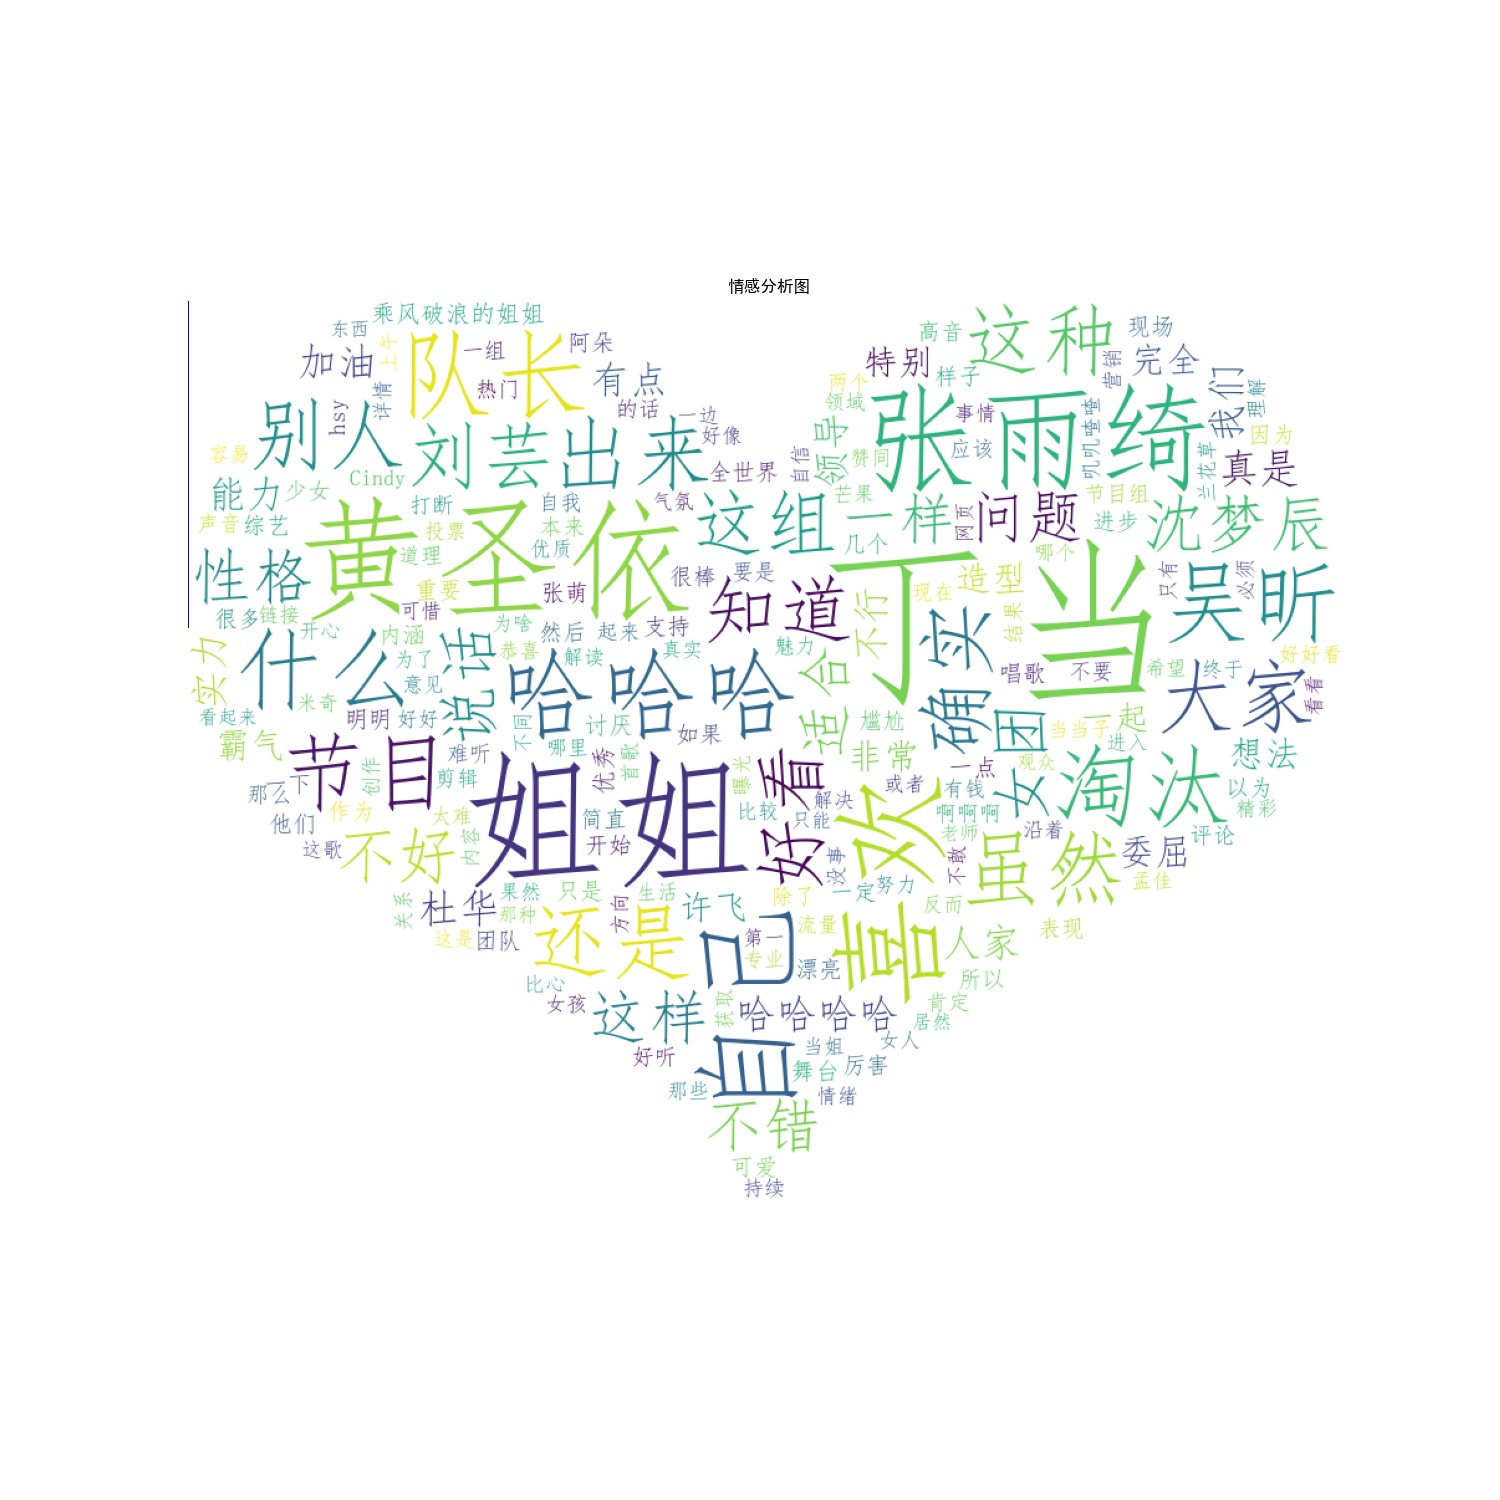 情感分析图
乘风破浪的姐姐
东西
队长
一组
阿朵
上午
加油
热门
有点
详情
hsy
的话
一边
好像
别人
刘芸
出来
全世界
自信
高音
这种
现场
特别
样子
营销
完全
两个
领域
事情
张雨绮
叽叽喳喳
我们
理解
因为
领导
赞同
应该
兰花草
真是
容易
Cindy
能力
少女
打断
自我
气氛
芒果
节目组
声音
综艺
投票
本来
这组
一样
网页
问题
进步
沈梦辰
道理
优质
几个
哪个
性格
黄圣依
重要
张萌
很棒
要是
丁当
现在
造型
只有
必须
吴昕
很多
链接
可惜
知道
不行
确实
结果
开心
内涵
为啥
然后
起来
支持
实力
什么
为了
说话
恭喜
解读
真实
魅力
适合
唱歌
不要
希望
终于
好好看
意见
哈哈哈
大家
看看
米奇
看起来
明明
好好
不同
讨厌
如果
尴尬
团
女
当当子
一起
进入
霸气
节目
难听
哪里
首歌
优秀
非常
一点
观众
想法
那么
一下
创作
剪辑
姐姐
曝光
好看
或者
有钱
淘汰
以为
精彩
作为
太难
简直
比较
解决
只能
喜欢
啊啊啊
他们
老师
沿着
评论
这歌
不好
内容
开始
没事
不敢
虽然
委屈
孟佳
关系
杜华
果然
只是
生活
除了
一定
努力
那种
方向
许飞
反而
这是
团队
还是
自己
第一
流量
表现
专业
漂亮
人家
比心
所以
女孩
这样
获取
哈哈哈哈
肯定
居然
好听
当姐
女人
舞台
厉害
那些
情绪
不错
可爱
持续